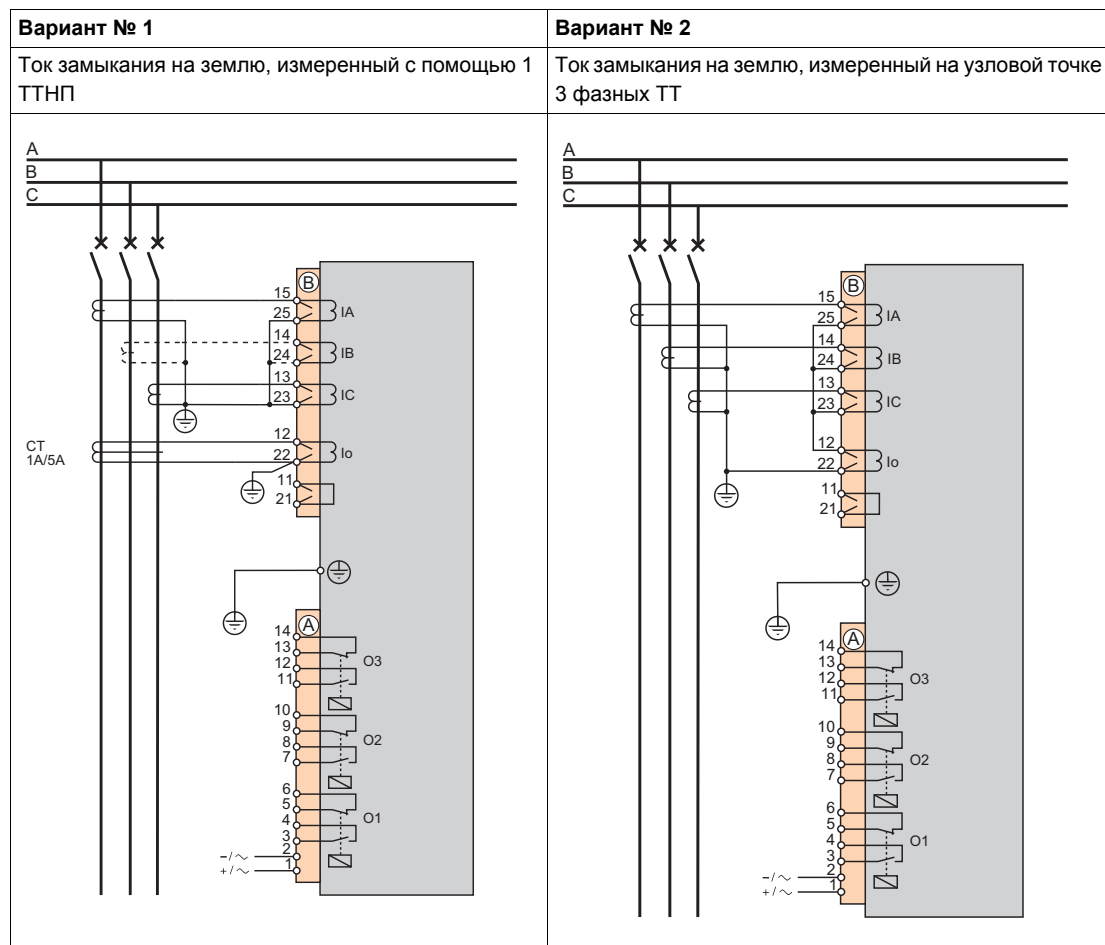 Вариант № 1
Ток замыкания на землю, измеренный с помощью 1
ТТНП
A
B
C
B
15
25
IA
14
24
IB
13
23
IC
CT
1A/5A
12
22
Io
11
21
A
14
13
12
11
O3
10
9
8
7
O2
6
5
4
3
O1
2
-/~
1
+/~
Вариант № 2
Ток замыкания на землю, измеренный на узловой точке
3 фазных ТТ
A
B
C
B
15
25
IA
14
24
IB
13
23
IC
12
22
Io
11
21
A
14
13
12
11
O3
10
9
8
7
O2
6
5
4
3
O1
2
-/~
1
+/~